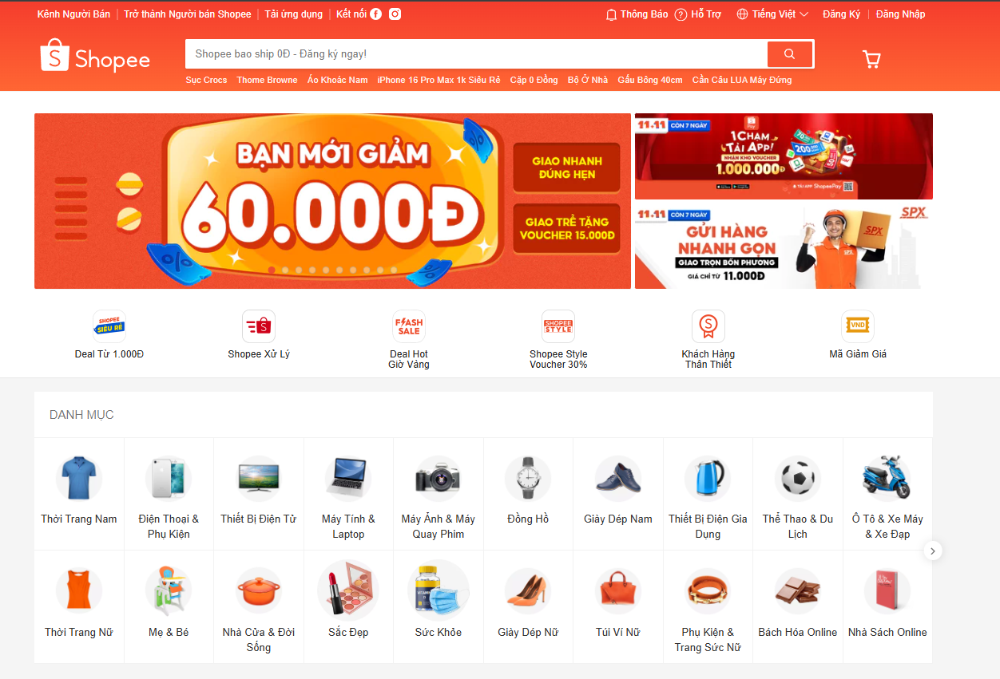 Kênh Người Bán | Trở thành Người bán Shopee | Tải ứng dụng | Kết nối
Thông Báo Hỗ Trợ Tiếng Việt Đăng Ký | Đăng Nhập
Shopee
Shopee bao ship 0Đ - Đăng ký ngay!
Sục Crocs Thome Browne Áo Khoác Nam iPhone 16 Pro Max 1k Siêu Rẻ Cặp 0 Đồng Bộ Ở Nhà Gấu Bông 40cm Cần Câu LUA Máy Đứng
BẠN MỚI GIẢM
60.000Đ
GIAO NHANH
ĐÚNG HẸN
GIAO TRỄ TẶNG
VOUCHER 15.000Đ
11.11 CÒN 7 NGÀY
Pay
1 CHẠM
TẢI APP!
NHẬN KHO VOUCHER
1.000.000Đ
TẢI APP ShopeePay
11.11 CÒN 7 NGÀY
SPX
GỬI HÀNG
NHANH GỌN
GIAO TRỌN BỐN PHƯƠNG
GIÁ CHỈ TỪ 11.000Đ
SPX
SPX
SHOPEE
SIÊU RẺ
Deal Từ 1.000Đ
Shopee Xử Lý
FLASH
SALE
Deal Hot
Giờ Vàng
SHOPEE
STYLE
Shopee Style
Voucher 30%
Khách Hàng
Thân Thiết
VND
Mã Giảm Giá
DANH MỤC
Thời Trang Nam
Điện Thoại &
Phụ Kiện
Thiết Bị Điện Tử
Máy Tính &
Laptop
Máy Ảnh & Máy
Quay Phim
Đồng Hồ
Giày Dép Nam
Thiết Bị Điện Gia
Dụng
Thể Thao & Du
Lịch
Ô Tô & Xe Máy
& Xe Đạp
Thời Trang Nữ
Mẹ & Bé
Nhà Cửa & Đời
Sống
Sắc Đẹp
Sức Khỏe
Giày Dép Nữ
Túi Ví Nữ
Phụ Kiện &
Trang Sức Nữ
Bách Hóa Online
Nhà Sách Online